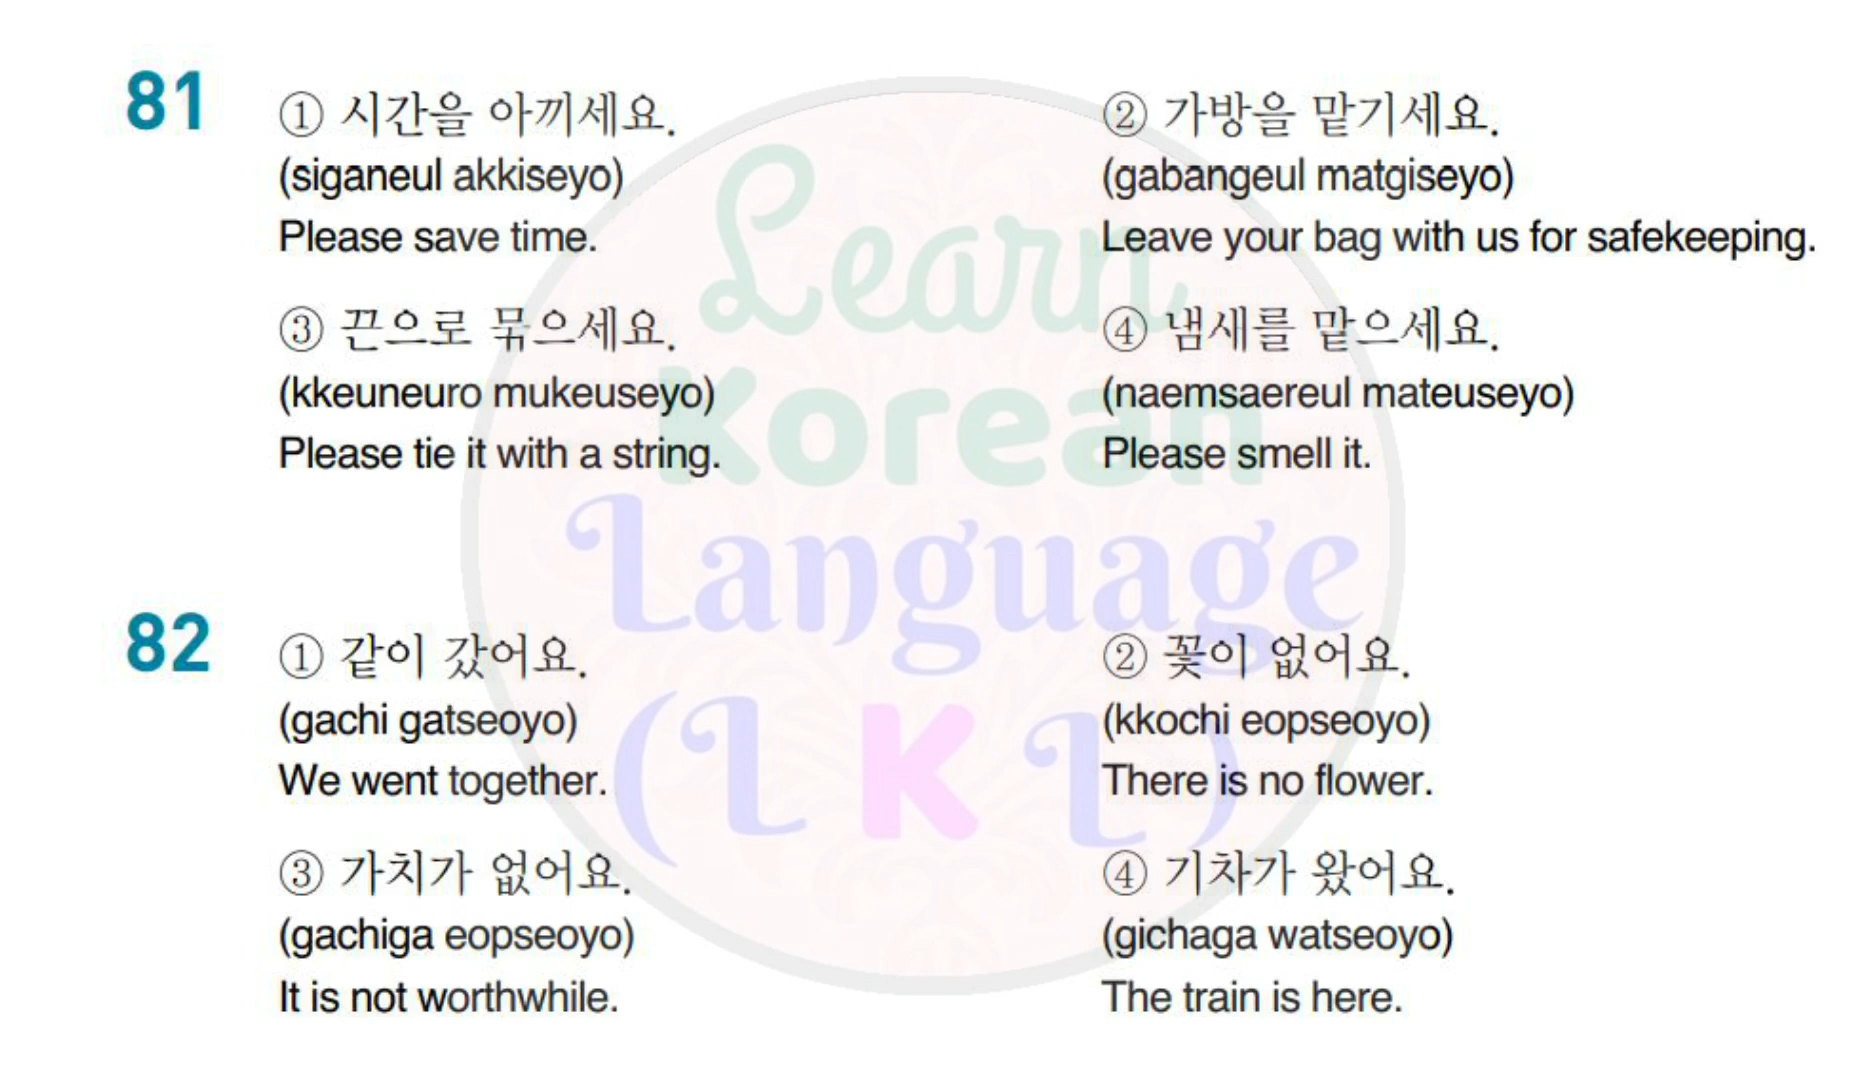 81
① 시간을 아끼세요.
(siganeul akkiseyo)
Please save time.
② 가방을 맡기세요.
(gabangeul matgiseyo)
Leave your bag with us for safekeeping.
③ 끈으로 묶으세요.
(kkeuneuro mukeuseyo)
Please tie it with a string.
④ 냄새를 맡으세요.
(naemsaereul mateuseyo)
Please smell it.
82
① 같이 갔어요.
(gachi gatseoyo)
We went together.
② 꽃이 없어요.
(kkochi eopseoyo)
There is no flower.
③ 가치가 없어요.
(gachiga eopseoyo)
It is not worthwhile.
④ 기차가 왔어요.
(gichaga watseoyo)
The train is here.
Learn
Korean
Language
(L K L)